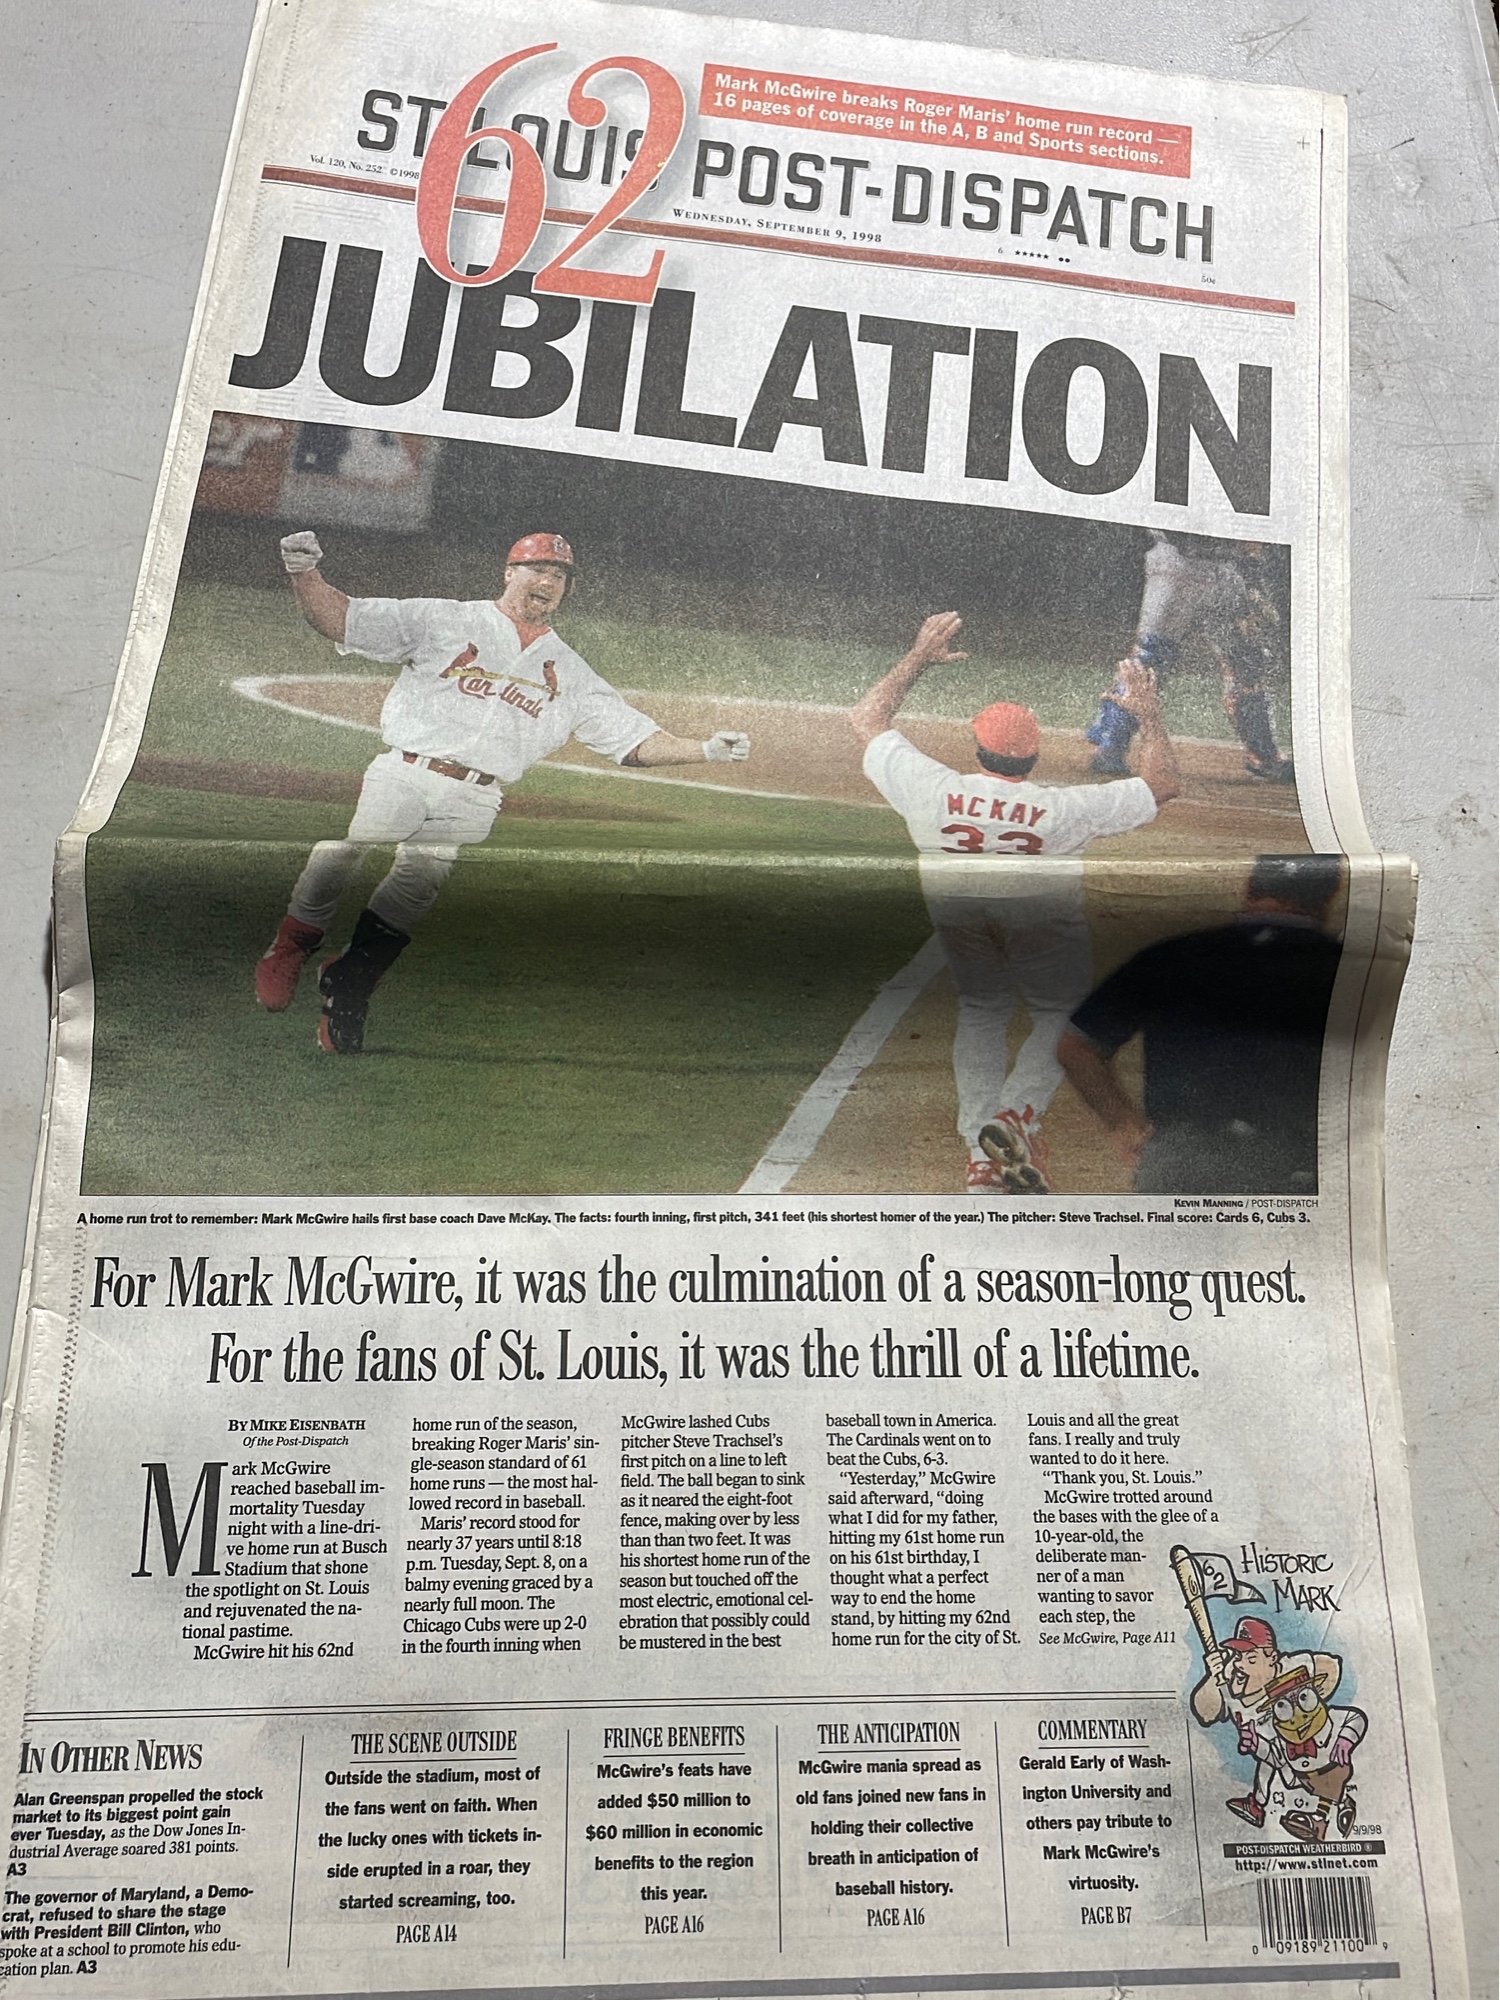 62
Mark McGwire breaks Roger Maris' home run record —
16 pages of coverage in the A, B and Sports sections.
ST. LOUIS POST-DISPATCH
Vol. 120, No. 252 ©1998
WEDNESDAY, SEPTEMBER 9, 1998
6 ★★★★★ ●●
50¢
JUBILATION
Cardinals
MCKAY
33
KEVIN MANNING / POST-DISPATCH
A home run trot to remember: Mark McGwire hails first base coach Dave McKay. The facts: fourth inning, first pitch, 341 feet (his shortest homer of the year.) The pitcher: Steve Trachsel. Final score: Cards 6, Cubs 3.
For Mark McGwire, it was the culmination of a season-long quest.
For the fans of St. Louis, it was the thrill of a lifetime.
BY MIKE EISENBATH
Of the Post-Dispatch
Mark McGwire
reached baseball im-
mortality Tuesday
night with a line-dri-
ve home run at Busch
Stadium that shone
the spotlight on St. Louis
and rejuvenated the na-
tional pastime.
McGwire hit his 62nd
home run of the season,
breaking Roger Maris' sin-
gle-season standard of 61
home runs — the most hal-
lowed record in baseball.
Maris' record stood for
nearly 37 years until 8:18
p.m. Tuesday, Sept. 8, on a
balmy evening graced by a
nearly full moon. The
Chicago Cubs were up 2-0
in the fourth inning when
McGwire lashed Cubs
pitcher Steve Trachsel's
first pitch on a line to left
field. The ball began to sink
as it neared the eight-foot
fence, making over by less
than than two feet. It was
his shortest home run of the
season but touched off the
most electric, emotional cel-
ebration that possibly could
be mustered in the best
baseball town in America.
The Cardinals went on to
beat the Cubs, 6-3.
"Yesterday," McGwire
said afterward, "doing
what I did for my father,
hitting my 61st home run
on his 61st birthday, I
thought what a perfect
way to end the home
stand, by hitting my 62nd
home run for the city of St.
Louis and all the great
fans. I really and truly
wanted to do it here.
"Thank you, St. Louis."
McGwire trotted around
the bases with the glee of a
10-year-old, the
deliberate man-
ner of a man
wanting to savor
each step, the
See McGwire, Page A11
62
HISTORIC
MARK
DM
9/9/98
POST-DISPATCH WEATHERBIRD ®
http://www.stlnet.com
0 09189 21100 9
IN OTHER NEWS
Alan Greenspan propelled the stock
market to its biggest point gain
ever Tuesday, as the Dow Jones In-
dustrial Average soared 381 points.
A3
The governor of Maryland, a Demo-
crat, refused to share the stage
with President Bill Clinton, who
spoke at a school to promote his edu-
cation plan. A3
THE SCENE OUTSIDE
Outside the stadium, most of
the fans went on faith. When
the lucky ones with tickets in-
side erupted in a roar, they
started screaming, too.
PAGE A14
FRINGE BENEFITS
McGwire's feats have
added $50 million to
$60 million in economic
benefits to the region
this year.
PAGE A16
THE ANTICIPATION
McGwire mania spread as
old fans joined new fans in
holding their collective
breath in anticipation of
baseball history.
PAGE A16
COMMENTARY
Gerald Early of Wash-
ington University and
others pay tribute to
Mark McGwire's
virtuosity.
PAGE B7